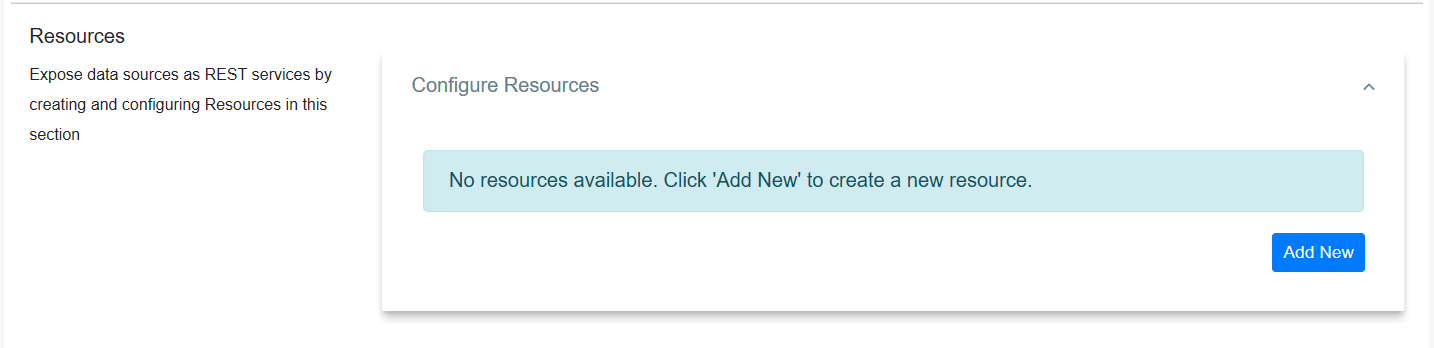 Resources
Expose data sources as REST services by
creating and configuring Resources in this
section
Configure Resources
No resources available. Click 'Add New' to create a new resource.
Add New